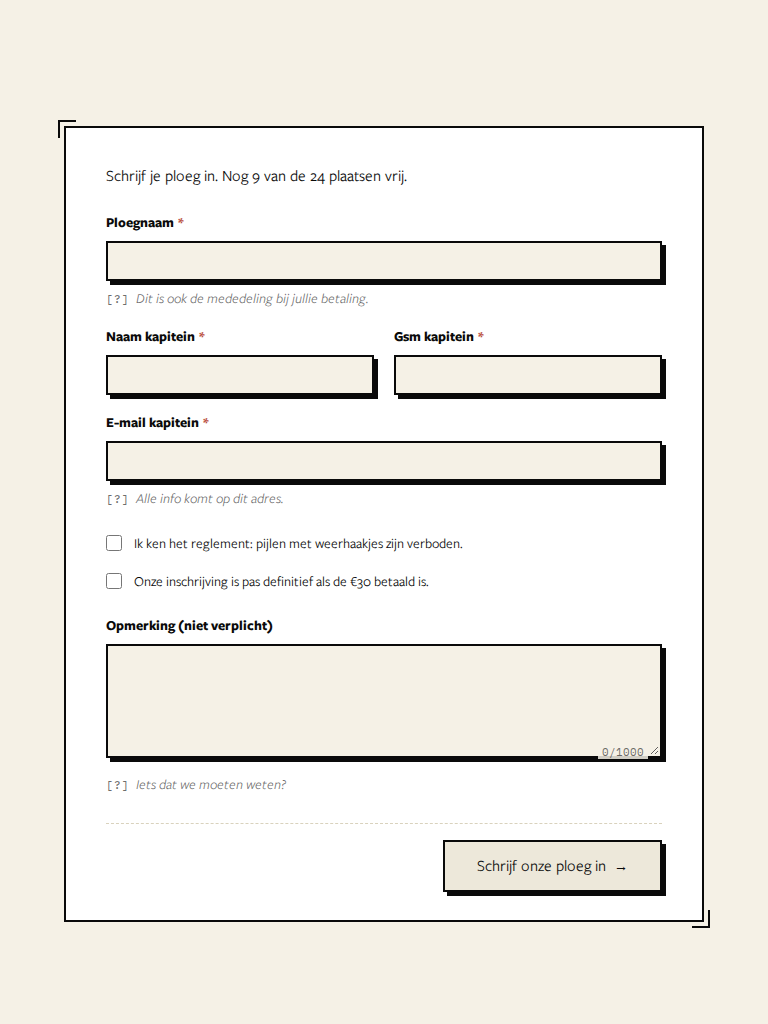 Schrijf je ploeg in. Nog 9 van de 24 plaatsen vrij.
Ploegnaam *
[?] Dit is ook de mededeling bij jullie betaling.
Naam kapitein *
Gsm kapitein *
E-mail kapitein *
[?] Alle info komt op dit adres.
Ik ken het reglement: pijlen met weerhaakjes zijn verboden.
Onze inschrijving is pas definitief als de €30 betaald is.
Opmerking (niet verplicht)
0/1000
[?] Iets dat we moeten weten?
Schrijf onze ploeg in →